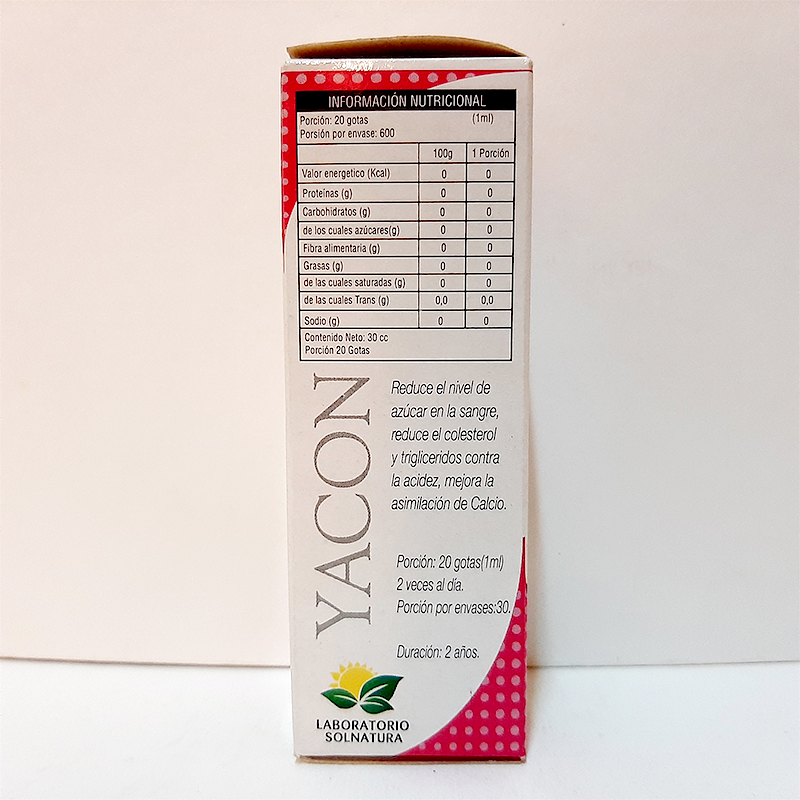 INFORMACIÓN NUTRICIONAL
Porción: 20 gotas (1ml)
Porsión por envase: 600
100g 1 Porción
Valor energetico (Kcal) 0 0
Proteínas (g) 0 0
Carbohidratos (g) 0 0
de los cuales azúcares(g) 0 0
Fibra alimentaria (g) 0 0
Grasas (g) 0 0
de las cuales saturadas (g) 0 0
de las cuales Trans (g) 0,0 0,0
Sodio (g) 0 0
Contenido Neto: 30 cc
Porción 20 Gotas
YACON
Reduce el nivel de
azúcar en la sangre,
reduce el colesterol
y trigliceridos contra
la acidez, mejora la
asimilación de Calcio.
Porción: 20 gotas(1ml)
2 veces al día.
Porción por envases:30.
Duración: 2 años.
LABORATORIO
SOLNATURA